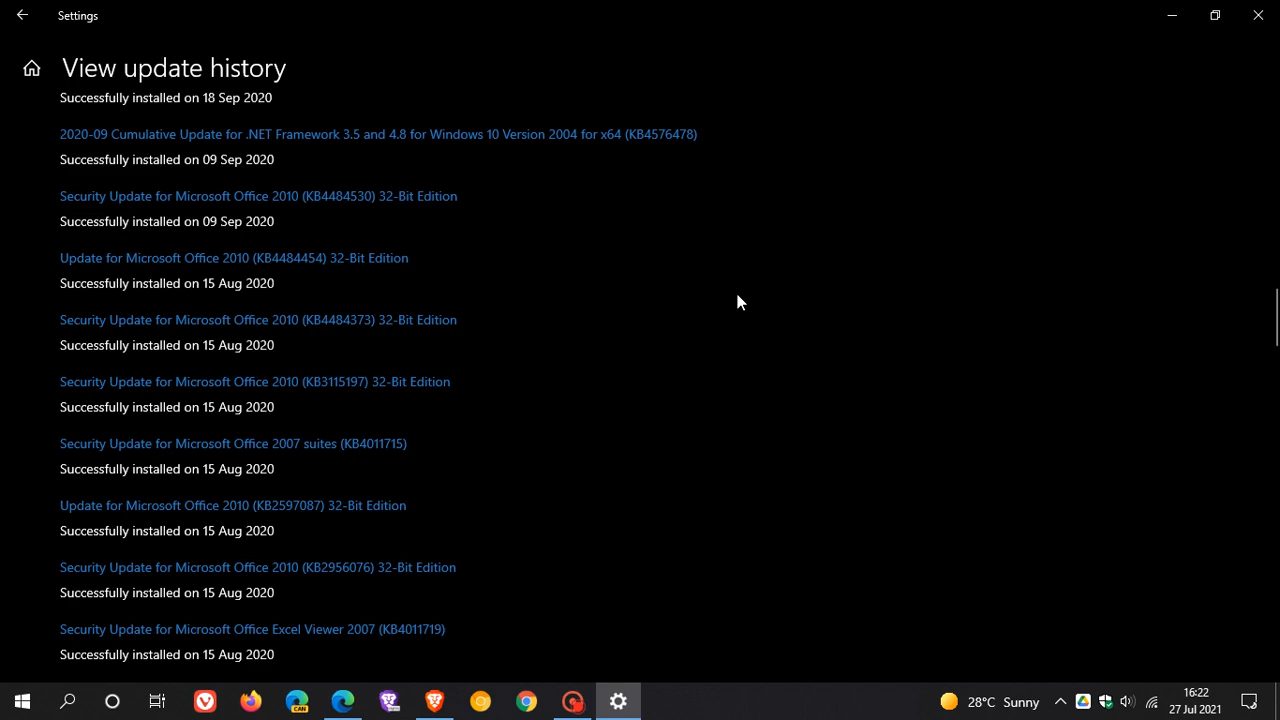 Settings
View update history
Successfully installed on 18 Sep 2020
2020-09 Cumulative Update for .NET Framework 3.5 and 4.8 for Windows 10 Version 2004 for x64 (KB4576478)
Successfully installed on 09 Sep 2020
Security Update for Microsoft Office 2010 (KB4484530) 32-Bit Edition
Successfully installed on 09 Sep 2020
Update for Microsoft Office 2010 (KB4484454) 32-Bit Edition
Successfully installed on 15 Aug 2020
Security Update for Microsoft Office 2010 (KB4484373) 32-Bit Edition
Successfully installed on 15 Aug 2020
Security Update for Microsoft Office 2010 (KB3115197) 32-Bit Edition
Successfully installed on 15 Aug 2020
Security Update for Microsoft Office 2007 suites (KB4011715)
Successfully installed on 15 Aug 2020
Update for Microsoft Office 2010 (KB2597087) 32-Bit Edition
Successfully installed on 15 Aug 2020
Security Update for Microsoft Office 2010 (KB2956076) 32-Bit Edition
Successfully installed on 15 Aug 2020
Security Update for Microsoft Office Excel Viewer 2007 (KB4011719)
Successfully installed on 15 Aug 2020
CAN
28°C Sunny
16:22
27 Jul 2021